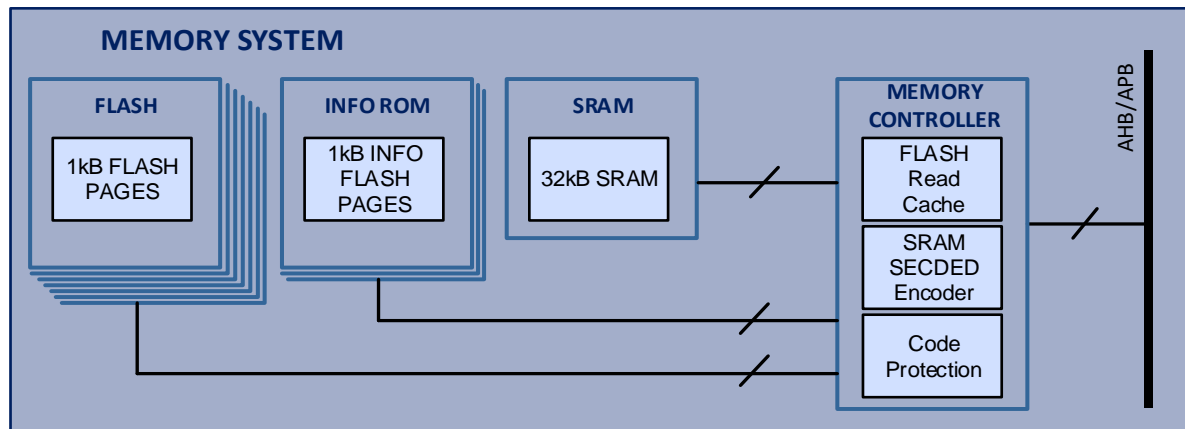 MEMORY SYSTEM
FLASH
1kB FLASH
PAGES
INFO ROM
1kB INFO
FLASH
PAGES
SRAM
32kB SRAM
MEMORY
CONTROLLER
FLASH
Read
Cache
SRAM
SECDED
Encoder
Code
Protection
AHB/APB